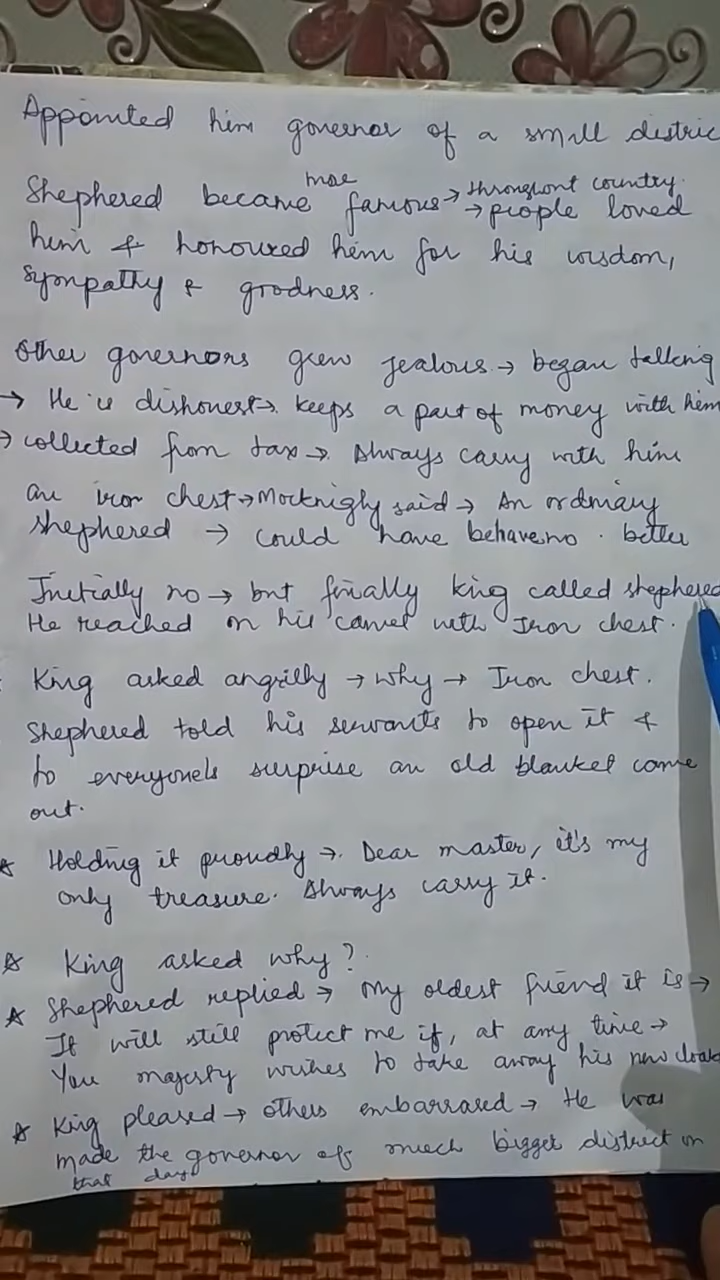 Appointed him governor of a small distric
Shephered became more famous → throughout country.
→ people loved
him & honoured him for his wisdom,
sympathy & goodness.
Other governors grew jealous → began talking
→ He is dishonest → keeps a part of money with him
→ collected from tax → Always carry with him
an iron chest → Mockingly said → An ordinary
shephered → could have behave no better
Initially no → but finally king called shephered
He reached on his camel with Iron chest.
King asked angrilly → why → Iron chest.
Shephered told his servants to open it &
to everyone's surprise an old blanket came
out.
☆ Holding it proudly →. Dear master, it's my
only treasure. Always carry it.
☆ King asked why?
☆ Shephered replied → My oldest friend it is →
It will still protect me if, at any time →
You majesty wishes to take away his new cloak
☆ King pleased → others embarrased → He was
made the governor of much bigger district on
that day